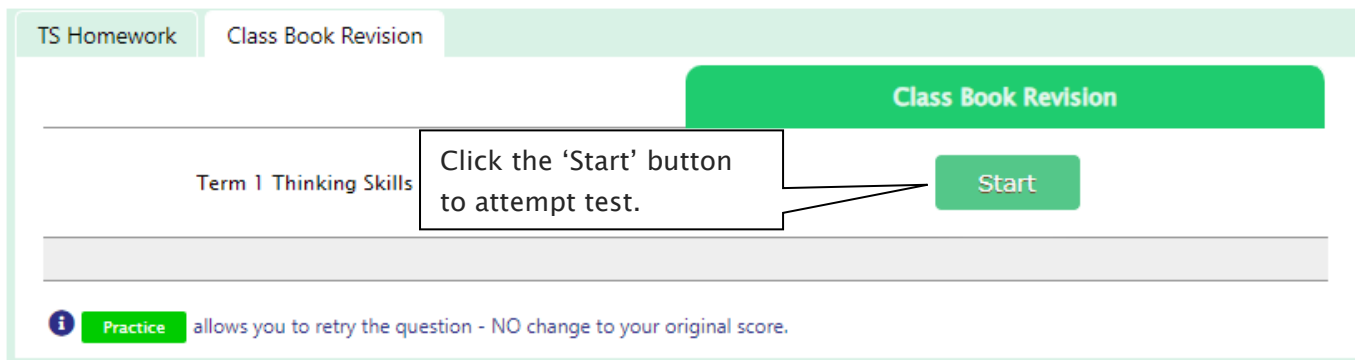 TS Homework Class Book Revision
Class Book Revision
Term 1 Thinking Skills
Click the ‘Start’ button
to attempt test.
Start
Practice allows you to retry the question - NO change to your original score.